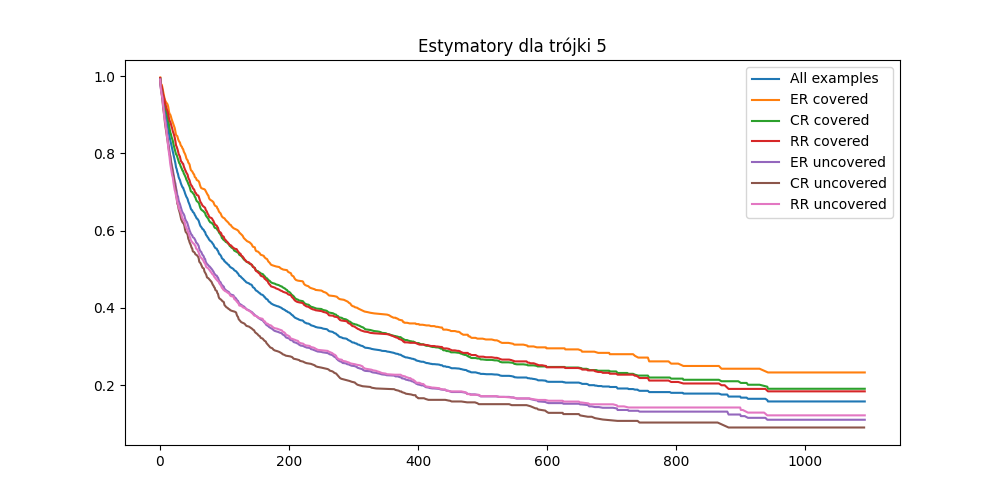 Estymatory dla trójki 5
1.0
0.8
0.6
0.4
0.2
0
200
400
600
800
1000
All examples
ER covered
CR covered
RR covered
ER uncovered
CR uncovered
RR uncovered